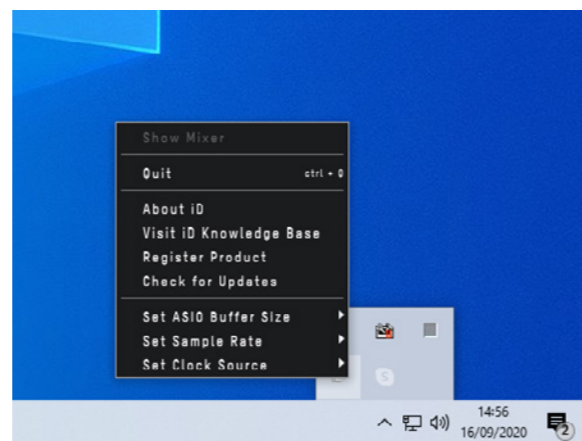 Show Mixer
Quit ctrl + Q
About iD
Visit iD Knowledge Base
Register Product
Check for Updates
Set ASIO Buffer Size
Set Sample Rate
Set Clock Source
S
14:56
16/09/2020
2